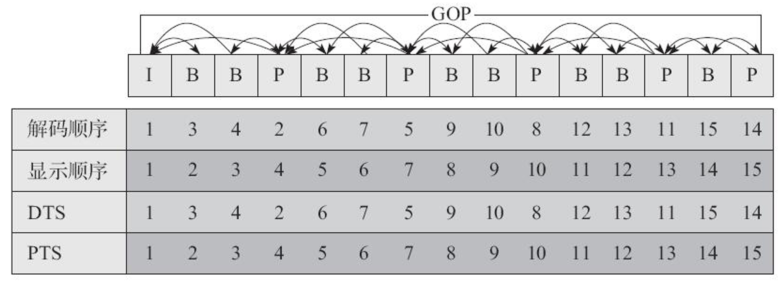 GOP
I B B P B B P B B P B B P B P
解码顺序 1 3 4 2 6 7 5 9 10 8 12 13 11 15 14
显示顺序 1 2 3 4 5 6 7 8 9 10 11 12 13 14 15
DTS 1 3 4 2 6 7 5 9 10 8 12 13 11 15 14
PTS 1 2 3 4 5 6 7 8 9 10 11 12 13 14 15